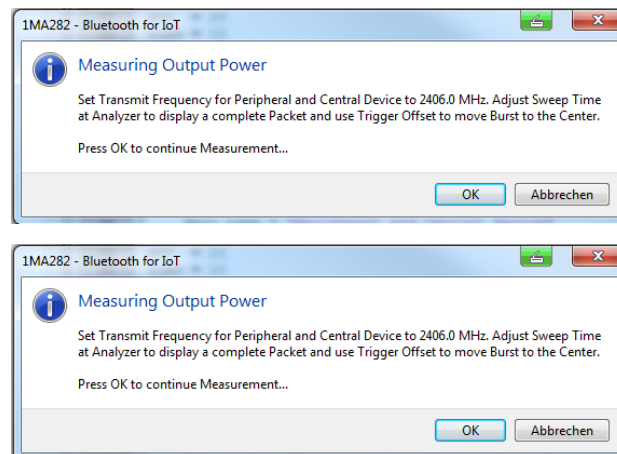 1MA282 - Bluetooth for IoT
Measuring Output Power
Set Transmit Frequency for Peripheral and Central Device to 2406.0 MHz. Adjust Sweep Time
at Analyzer to display a complete Packet and use Trigger Offset to move Burst to the Center.
Press OK to continue Measurement...
OK Abbrechen
1MA282 - Bluetooth for IoT
Measuring Output Power
Set Transmit Frequency for Peripheral and Central Device to 2406.0 MHz. Adjust Sweep Time
at Analyzer to display a complete Packet and use Trigger Offset to move Burst to the Center.
Press OK to continue Measurement...
OK Abbrechen